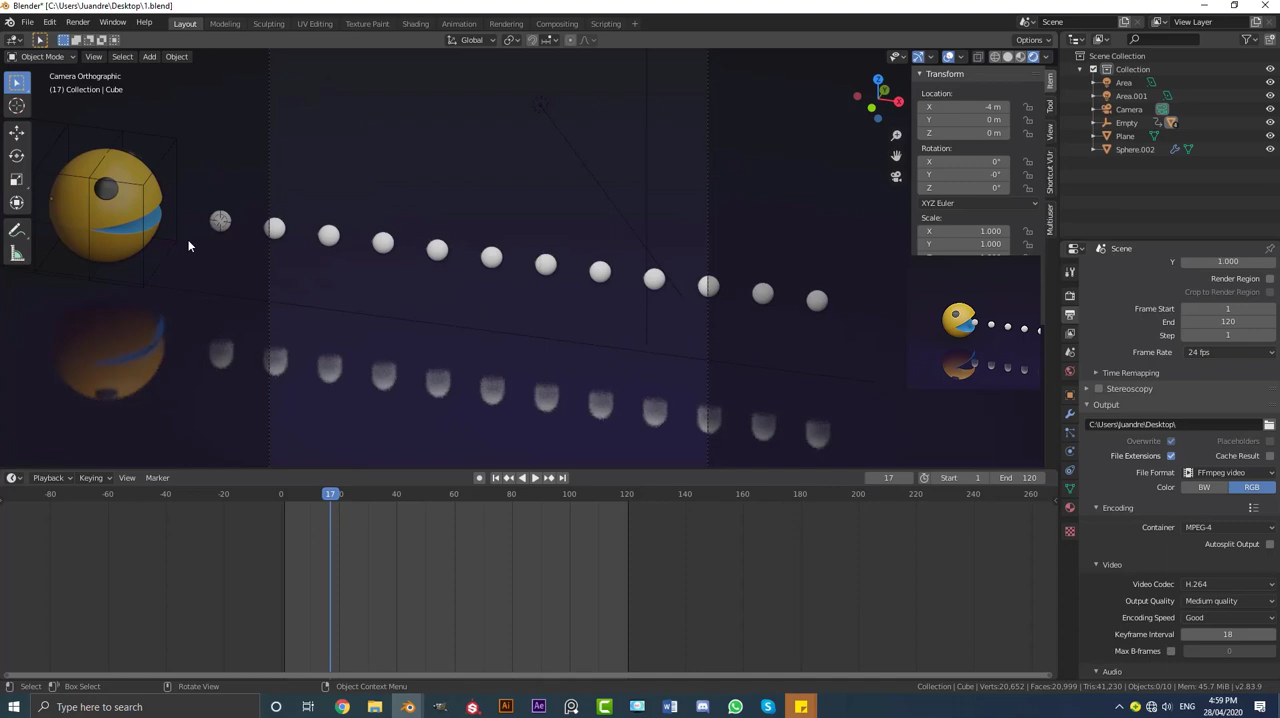 Blender* [C:\Users\Juandre\Desktop\1.blend]
File Edit Render Window Help
Layout Modeling Sculpting UV Editing Texture Paint Shading Animation Rendering Compositing Scripting +
Scene
View Layer
Global
Options
Object Mode View Select Add Object
Camera Orthographic
(17) Collection | Cube
Z
Y
X
Transform
Location:
X -4 m
Y 0 m
Z 0 m
Rotation:
X 0°
Y -0°
Z 0°
XYZ Euler
Scale:
X 1.000
Y 1.000
Item
Tool
View
Shortcut VUr
Multiuser
Scene Collection
Collection
Area
Area.001
Camera
Empty
Plane
Sphere.002
Scene
Y 1.000
Render Region
Crop to Render Region
Frame Start 1
End 120
Step 1
Frame Rate 24 fps
Time Remapping
Stereoscopy
Output
C:\Users\Juandre\Desktop\
Overwrite Placeholders
File Extensions Cache Result
File Format FFmpeg video
Color BW RGB
Encoding
Container MPEG-4
Autosplit Output
Video
Video Codec H.264
Output Quality Medium quality
Encoding Speed Good
Keyframe Interval 18
Max B-frames 0
Audio
Playback Keying View Marker
17 Start 1 End 120
-80 -60 -40 -20 0 17 20 40 60 80 100 120 140 160 180 200 220 240 260
Select Box Select Rotate View Object Context Menu
Collection | Cube | Verts:20,652 | Faces:20,999 | Tris:41,230 | Objects:0/10 | Mem: 45.7 MiB | v2.83.9
Type here to search
4:59 PM
28/04/2020